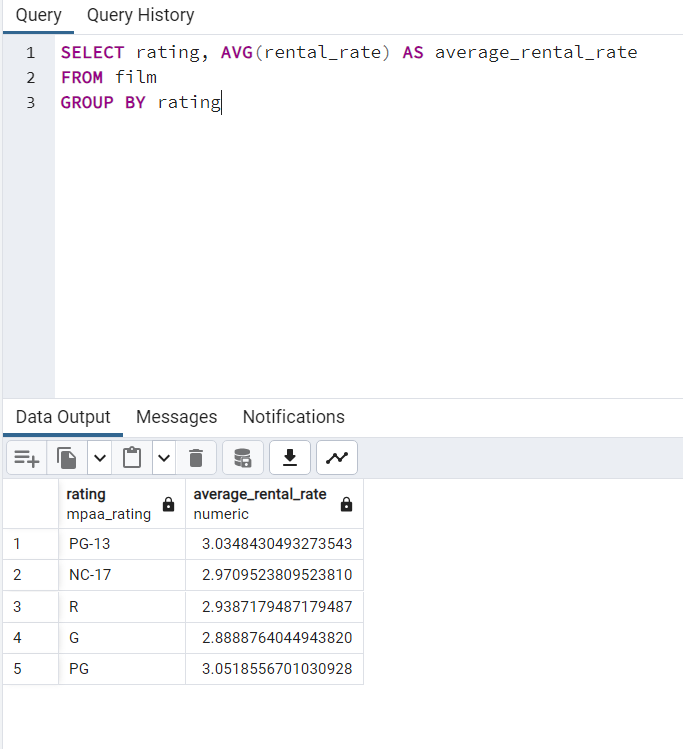 Query Query History
1 SELECT rating, AVG(rental_rate) AS average_rental_rate
2 FROM film
3 GROUP BY rating
Data Output Messages Notifications
rating average_rental_rate
mpaa_rating numeric
1 PG-13 3.0348430493273543
2 NC-17 2.9709523809523810
3 R 2.9387179487179487
4 G 2.8888764044943820
5 PG 3.0518556701030928